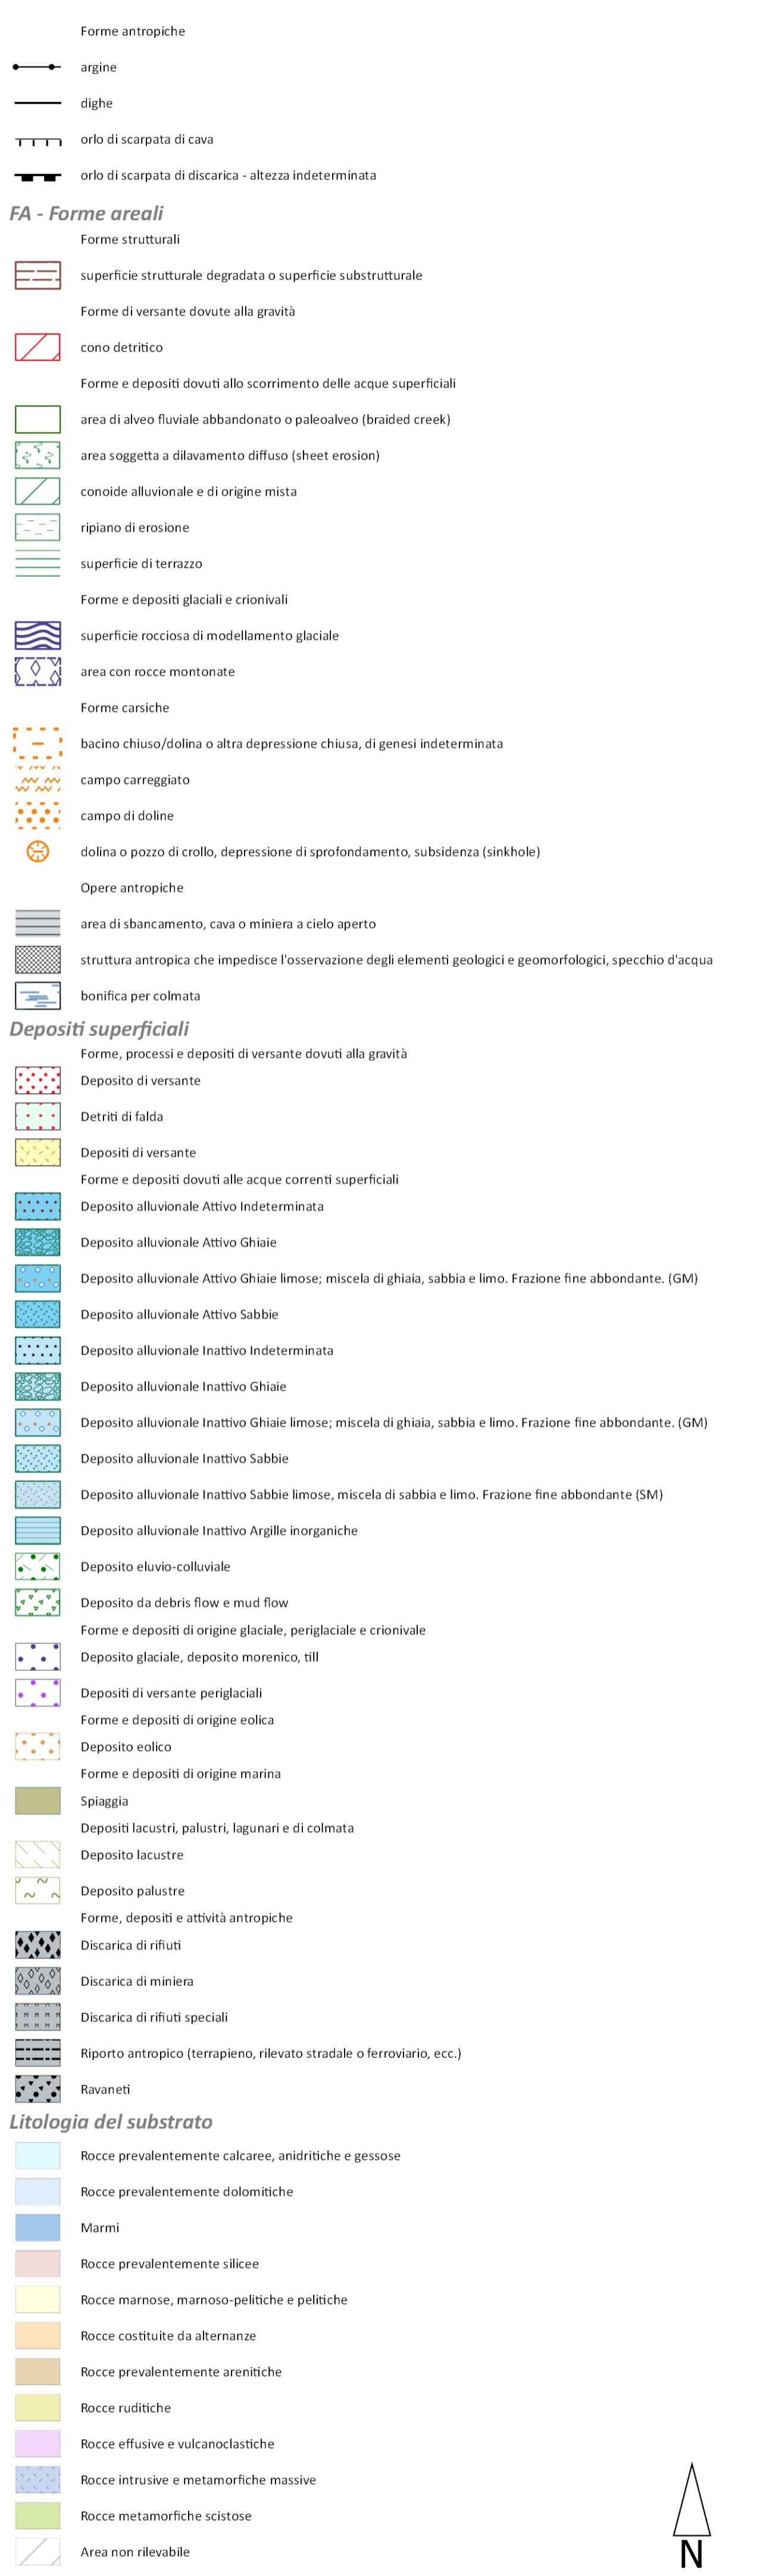 Forme antropiche
argine
dighe
orlo di scarpata di cava
orlo di scarpata di discarica - altezza indeterminata
FA - Forme areali
Forme strutturali
superficie strutturale degradata o superficie substrutturale
Forme di versante dovute alla gravità
cono detritico
Forme e depositi dovuti allo scorrimento delle acque superficiali
area di alveo fluviale abbandonato o paleoalveo (braided creek)
area soggetta a dilavamento diffuso (sheet erosion)
conoide alluvionale e di origine mista
ripiano di erosione
superficie di terrazzo
Forme e depositi glaciali e crionivali
superficie rocciosa di modellamento glaciale
area con rocce montonate
Forme carsiche
bacino chiuso/dolina o altra depressione chiusa, di genesi indeterminata
campo carreggiato
campo di doline
dolina o pozzo di crollo, depressione di sprofondamento, subsidenza (sinkhole)
Opere antropiche
area di sbancamento, cava o miniera a cielo aperto
struttura antropica che impedisce l'osservazione degli elementi geologici e geomorfologici, specchio d'acqua
bonifica per colmata
Depositi superficiali
Forme, processi e depositi di versante dovuti alla gravità
Deposito di versante
Detriti di falda
Depositi di versante
Forme e depositi dovuti alle acque correnti superficiali
Deposito alluvionale Attivo Indeterminata
Deposito alluvionale Attivo Ghiaie
Deposito alluvionale Attivo Ghiaie limose; miscela di ghiaia, sabbia e limo. Frazione fine abbondante. (GM)
Deposito alluvionale Attivo Sabbie
Deposito alluvionale Inattivo Indeterminata
Deposito alluvionale Inattivo Ghiaie
Deposito alluvionale Inattivo Ghiaie limose; miscela di ghiaia, sabbia e limo. Frazione fine abbondante. (GM)
Deposito alluvionale Inattivo Sabbie
Deposito alluvionale Inattivo Sabbie limose, miscela di sabbia e limo. Frazione fine abbondante (SM)
Deposito alluvionale Inattivo Argille inorganiche
Deposito eluvio-colluviale
Deposito da debris flow e mud flow
Forme e depositi di origine glaciale, periglaciale e crionivale
Deposito glaciale, deposito morenico, till
Depositi di versante periglaciali
Forme e depositi di origine eolica
Deposito eolico
Forme e depositi di origine marina
Spiaggia
Depositi lacustri, palustri, lagunari e di colmata
Deposito lacustre
Deposito palustre
Forme, depositi e attività antropiche
Discarica di rifiuti
Discarica di miniera
Discarica di rifiuti speciali
Riporto antropico (terrapieno, rilevato stradale o ferroviario, ecc.)
Ravaneti
Litologia del substrato
Rocce prevalentemente calcaree, anidritiche e gessose
Rocce prevalentemente dolomitiche
Marmi
Rocce prevalentemente silicee
Rocce marnose, marnoso-pelitiche e pelitiche
Rocce costituite da alternanze
Rocce prevalentemente arenitiche
Rocce ruditiche
Rocce effusive e vulcanoclastiche
Rocce intrusive e metamorfiche massive
Rocce metamorfiche scistose
Area non rilevabile
N